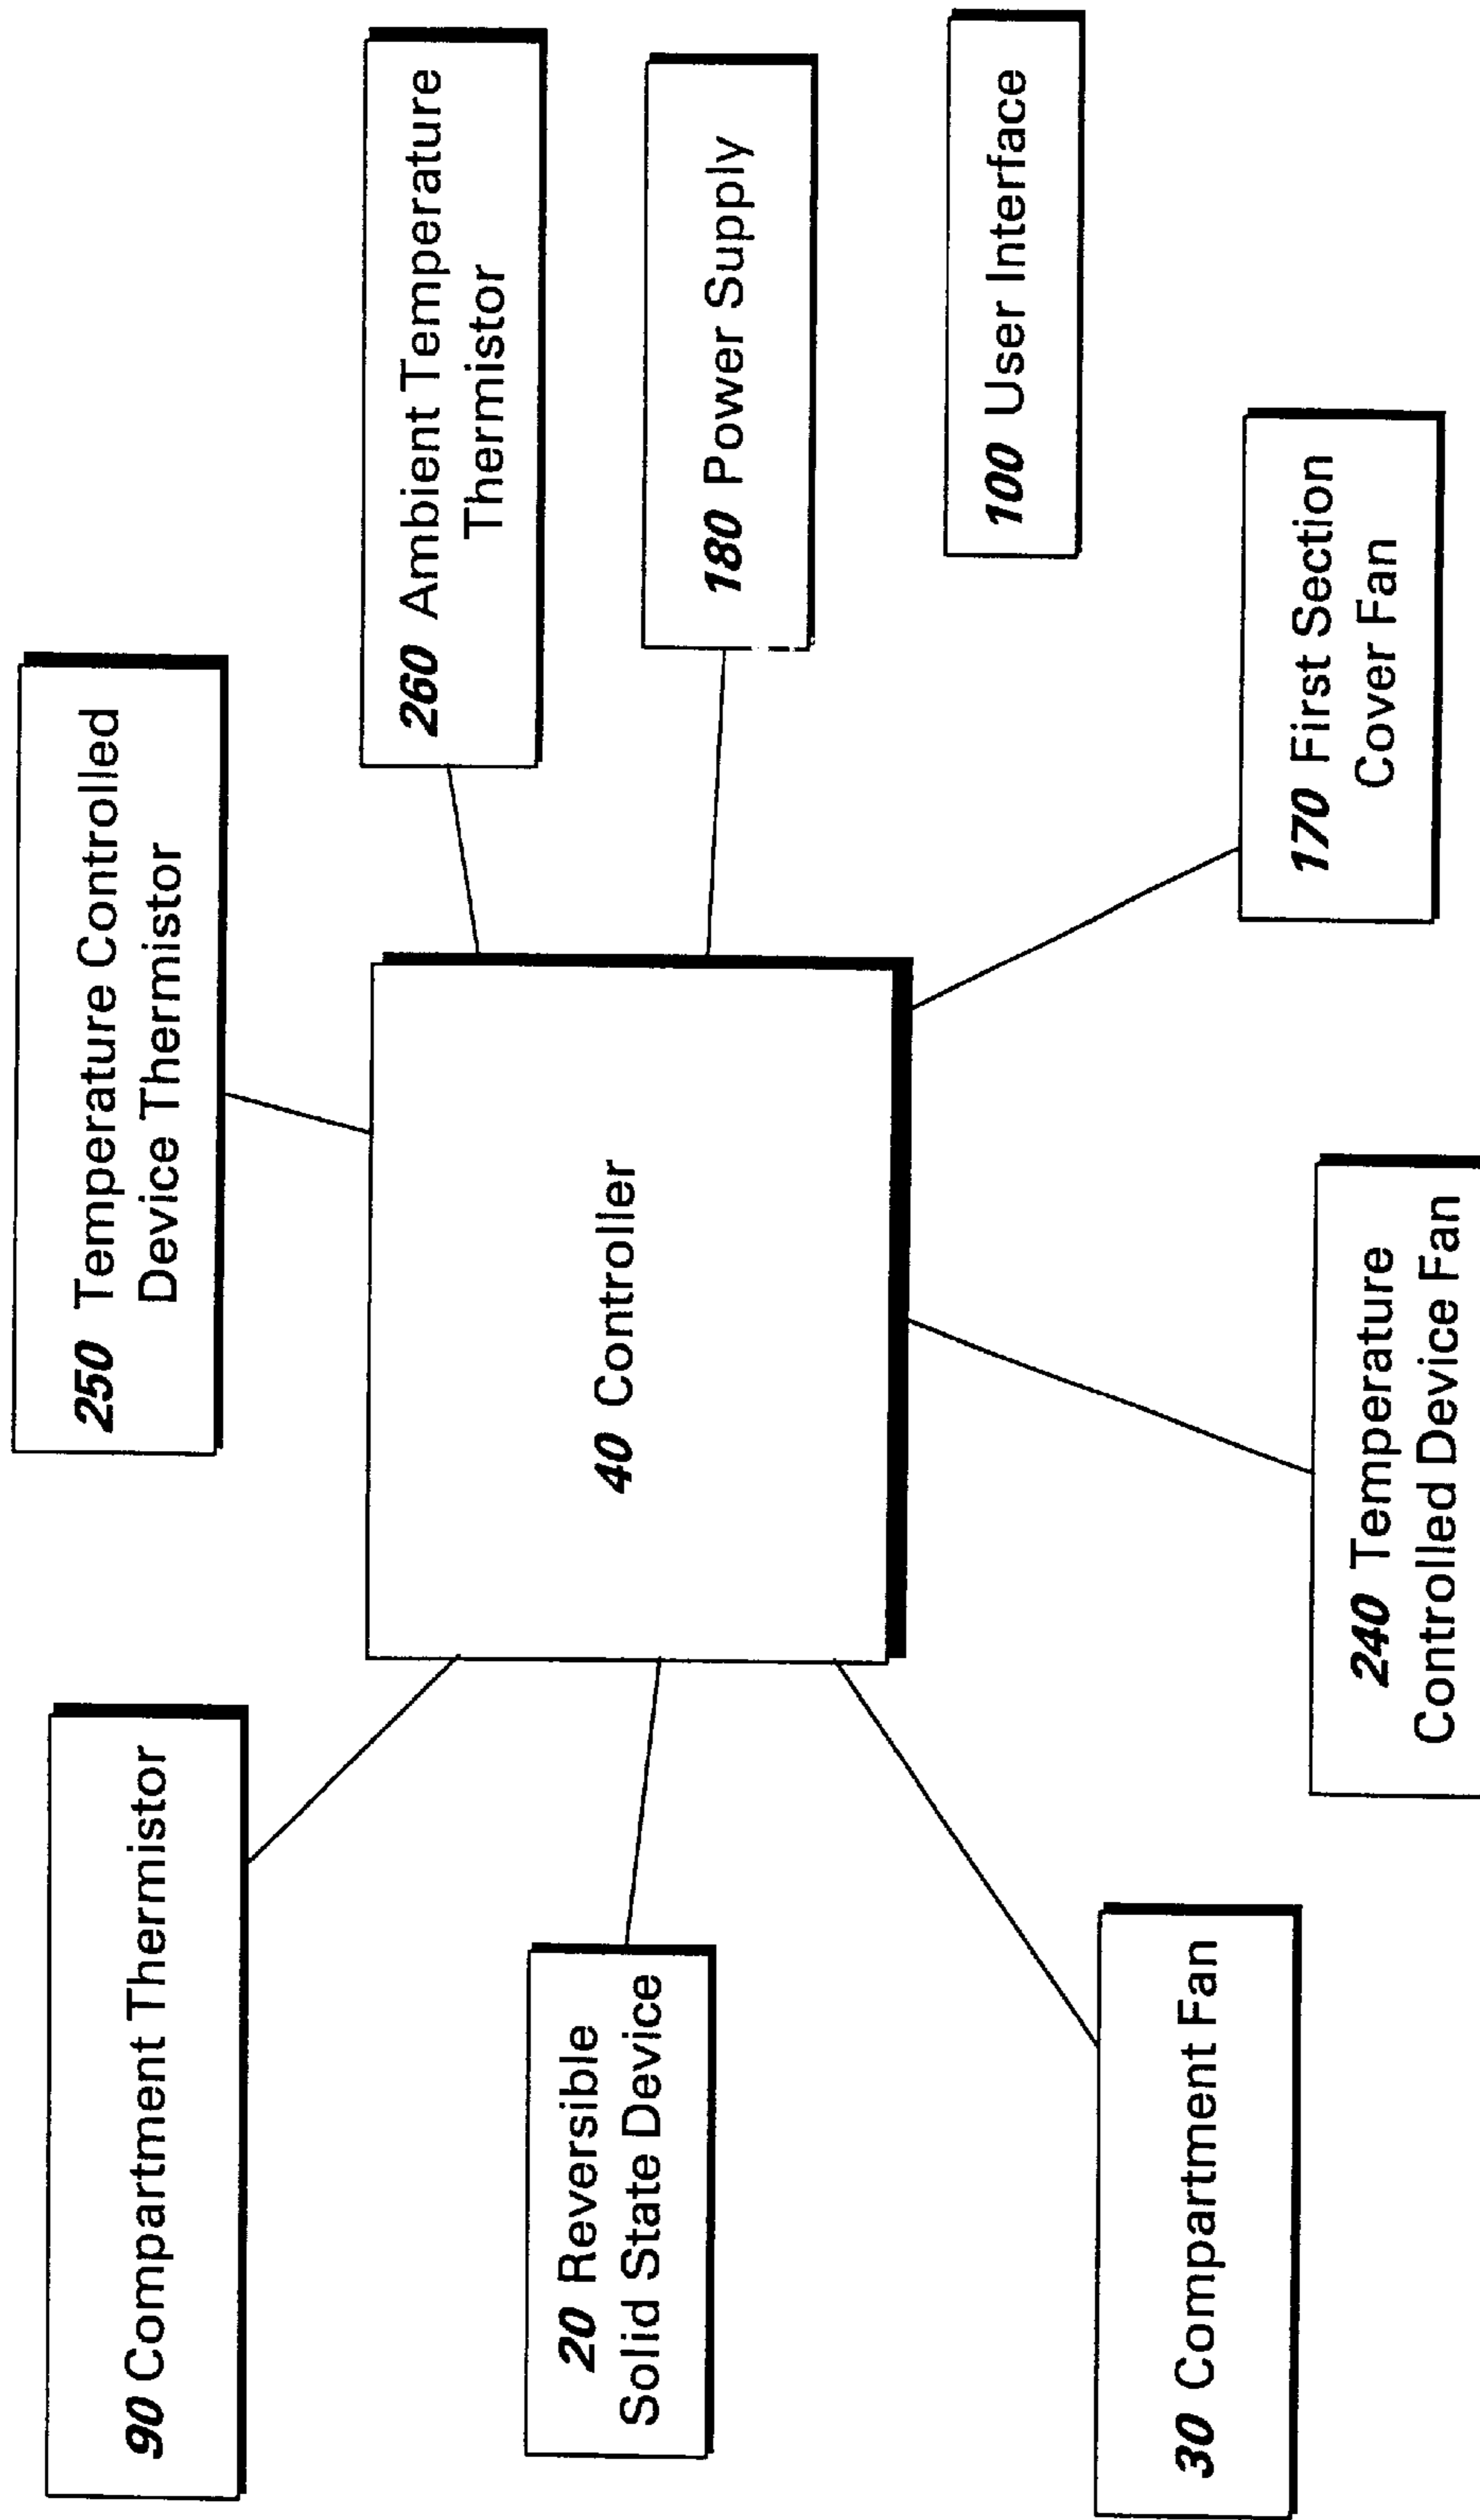 250 Temperature Controlled
Device Thermistor
90 Compartment Thermistor
260 Ambient Temperature
Thermistor
20 Reversible
Solid State Device
40 Controller
180 Power Supply
100 User Interface
30 Compartment Fan
240 Temperature
Controlled Device Fan
170 First Section
Cover Fan